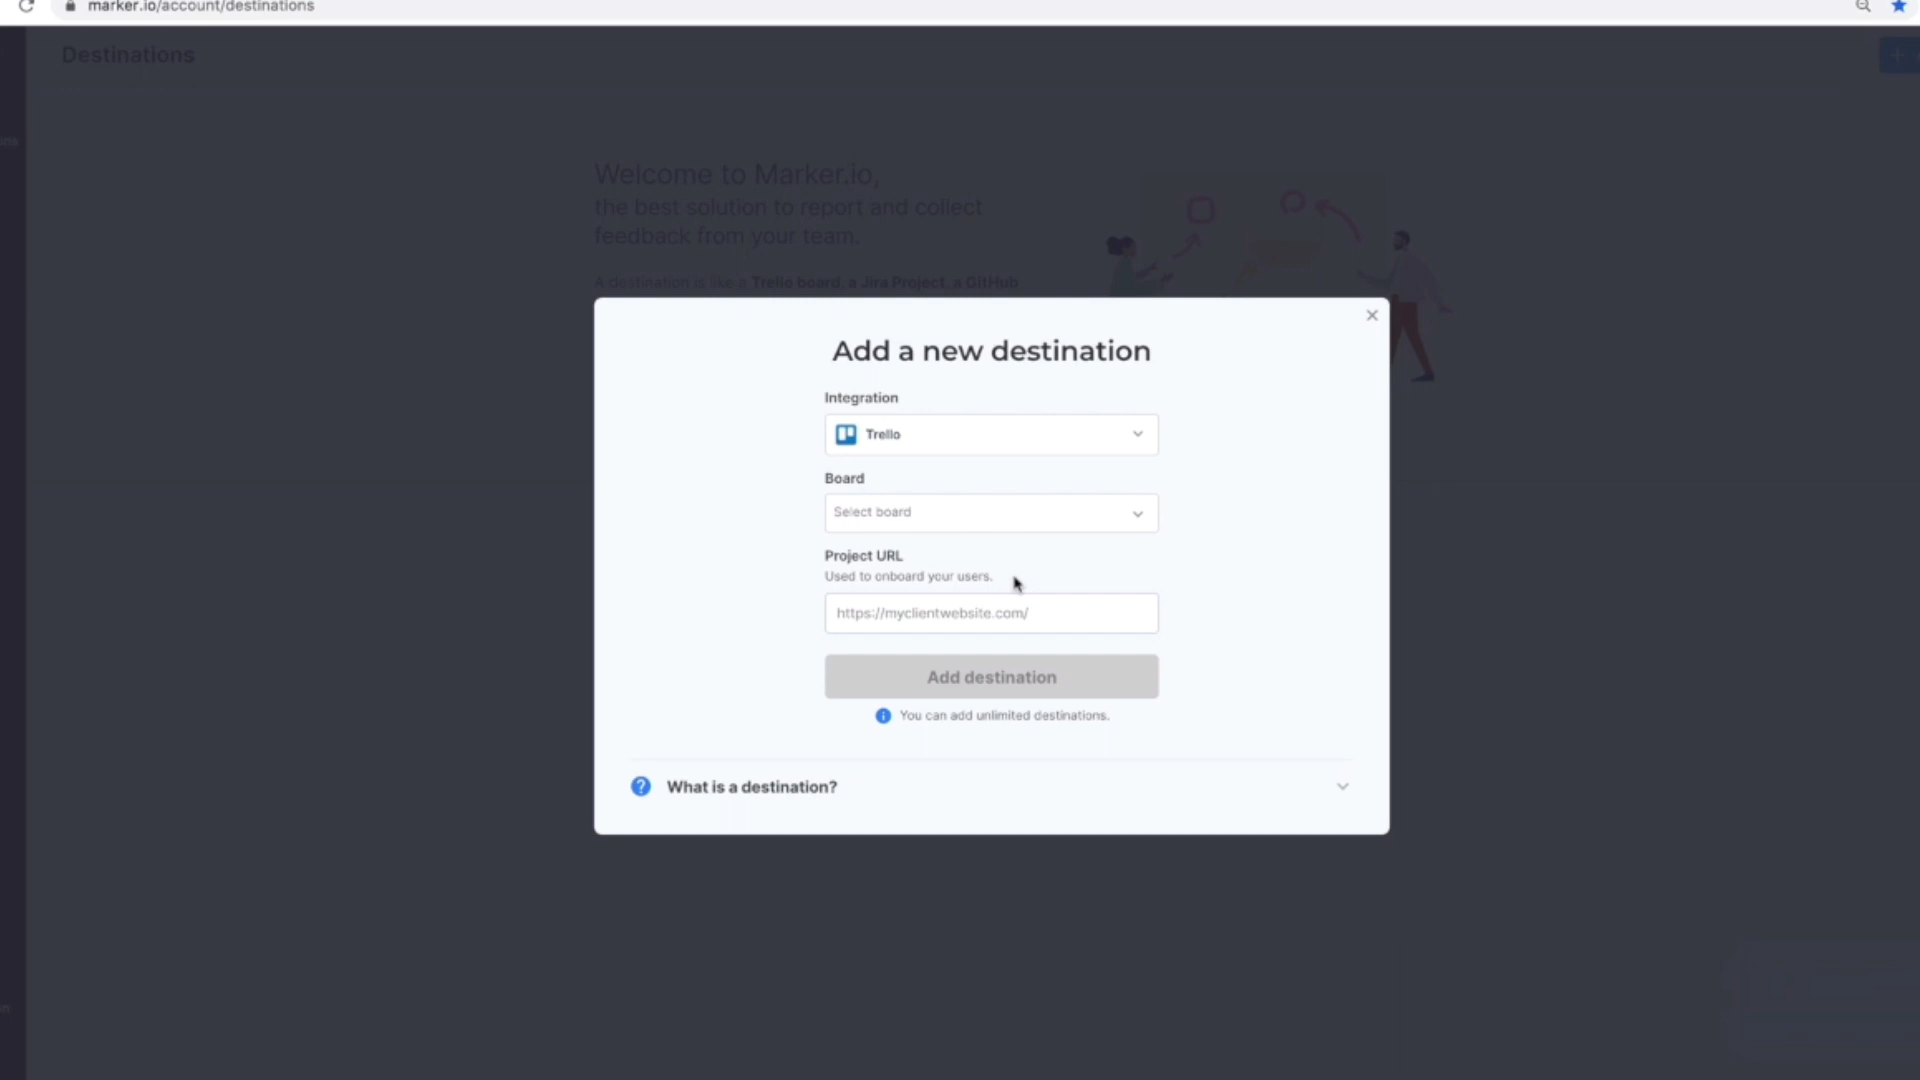 marker.io/account/destinations
Destinations
Welcome to Marker.io,
the best solution to report and collect
feedback from your team.
A destination is like a Trello board, a Jira Project, a GitHub
Add a new destination
Integration
Trello
Board
Select board
Project URL
Used to onboard your users.
https://myclientwebsite.com/
Add destination
You can add unlimited destinations.
What is a destination?